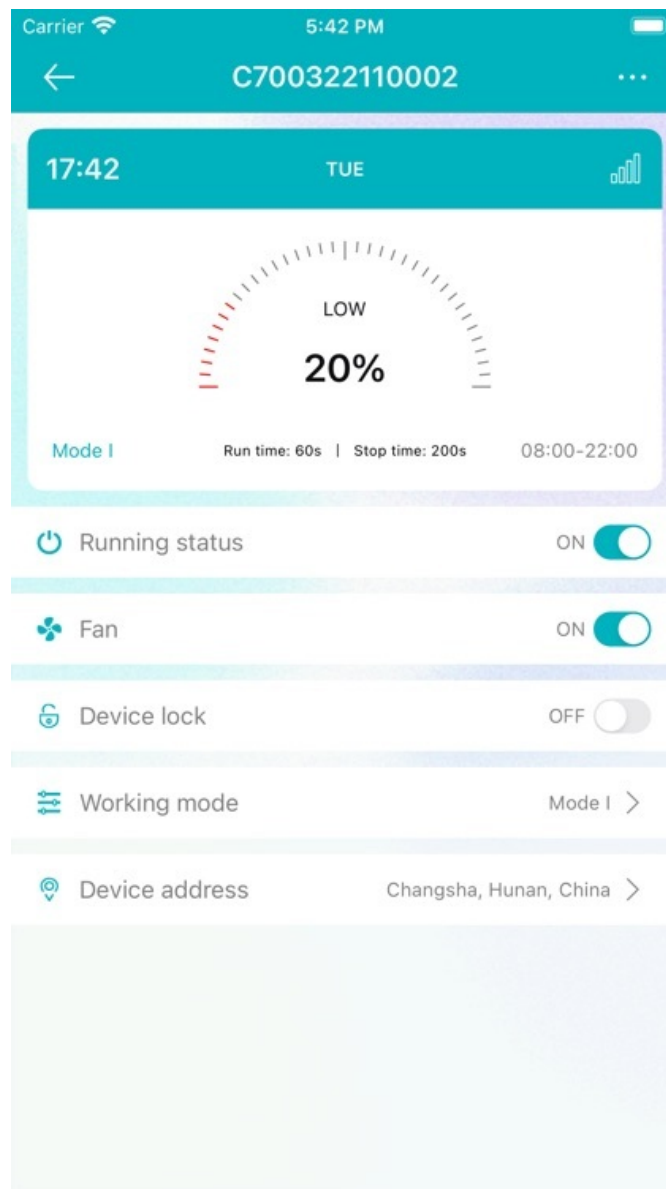 Carrier 5:42 PM
C700322110002
17:42 TUE
LOW
20%
Mode I Run time: 60s | Stop time: 200s 08:00-22:00
Running status ON
Fan ON
Device lock OFF
Working mode Mode I
Device address Changsha, Hunan, China